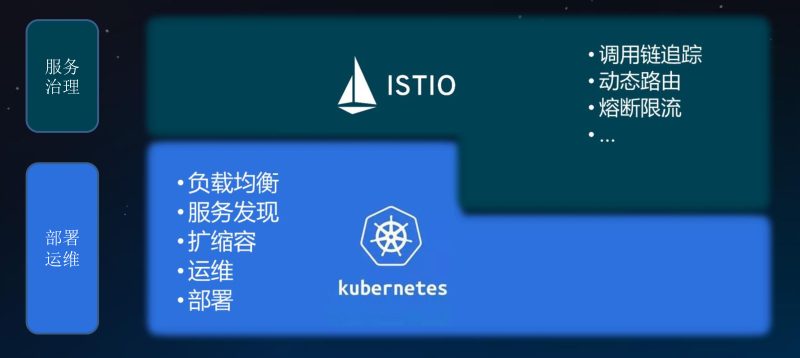 服务
治理
ISTIO
• 调用链追踪
• 动态路由
• 熔断限流
• ...
部署
运维
• 负载均衡
• 服务发现
• 扩缩容
• 运维
• 部署
kubernetes